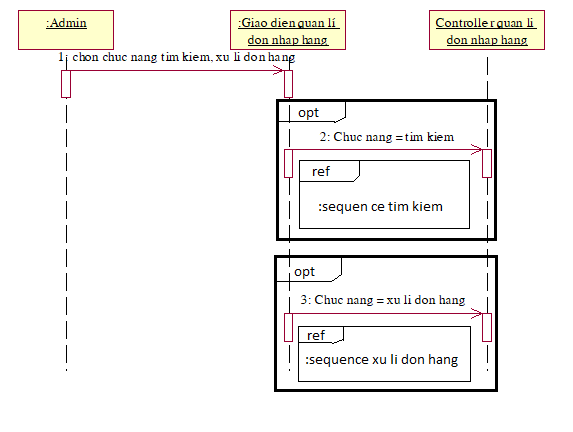 :Admin
:Giao dien quan lí
don nhap hang
Controller quan li
don nhap hang
1: chon chuc nang tim kiem, xu li don hang
opt
2: Chuc nang = tim kiem
ref
:sequen ce tim kiem
opt
3: Chuc nang = xu li don hang
ref
:sequence xu li don hang